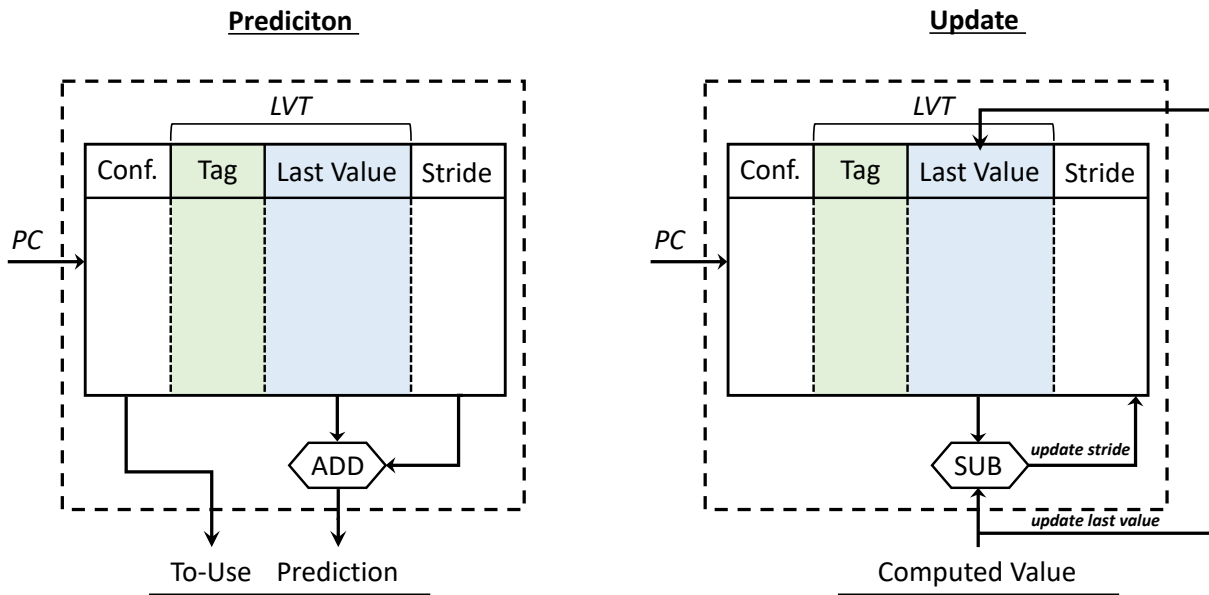 Prediciton
LVT
Conf. Tag Last Value Stride
PC
ADD
To-Use Prediction
Update
LVT
Conf. Tag Last Value Stride
PC
SUB
update stride
update last value
Computed Value